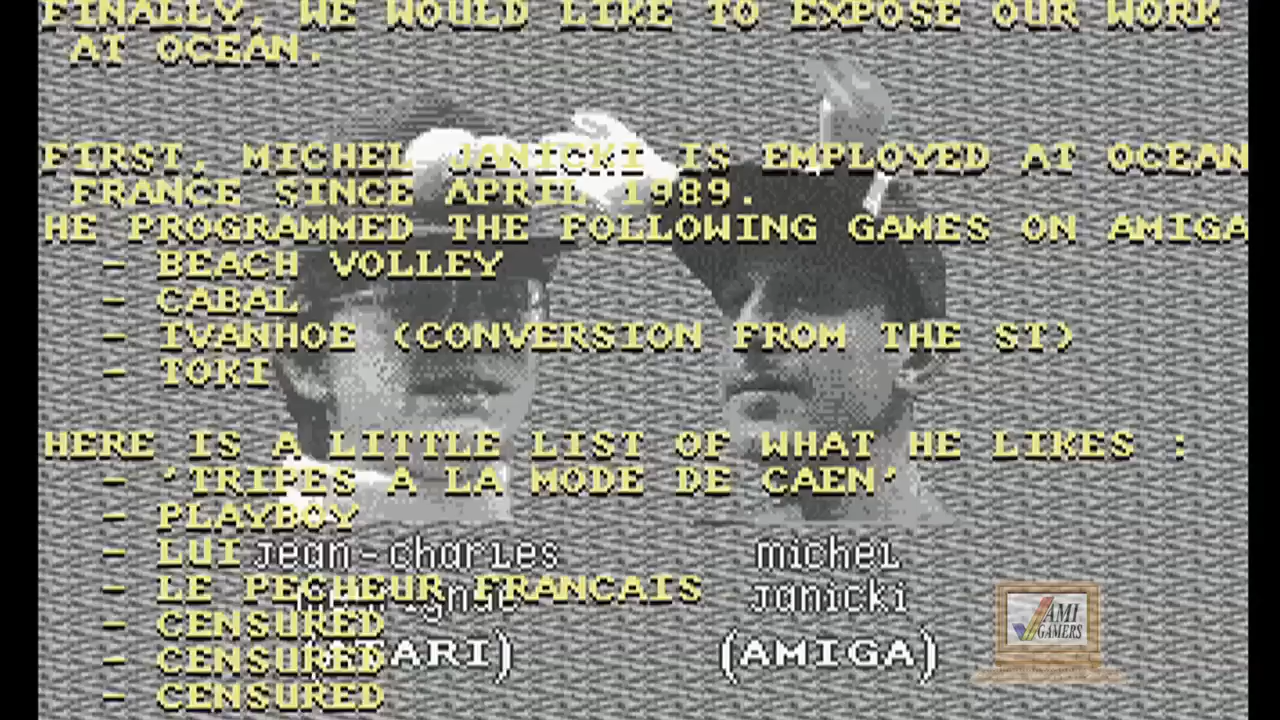 FINALLY, WE WOULD LIKE TO EXPOSE OUR WORK
AT OCEAN.
FIRST, MICHEL JANICKI IS EMPLOYED AT OCEAN
FRANCE SINCE APRIL 1989.
HE PROGRAMMED THE FOLLOWING GAMES ON AMIGA
- BEACH VOLLEY
- CABAL
- IVANHOE (CONVERSION FROM THE ST)
- TOKI
HERE IS A LITTLE LIST OF WHAT HE LIKES :
- 'TRIPES A LA MODE DE CAEN'
- PLAYBOY
- LUI
- LE PECHEUR FRANCAIS
- CENSURED
- CENSURED
- CENSURED
Jean-charles
michel
Janicki
(AMIGA)
AMI
GAMERS